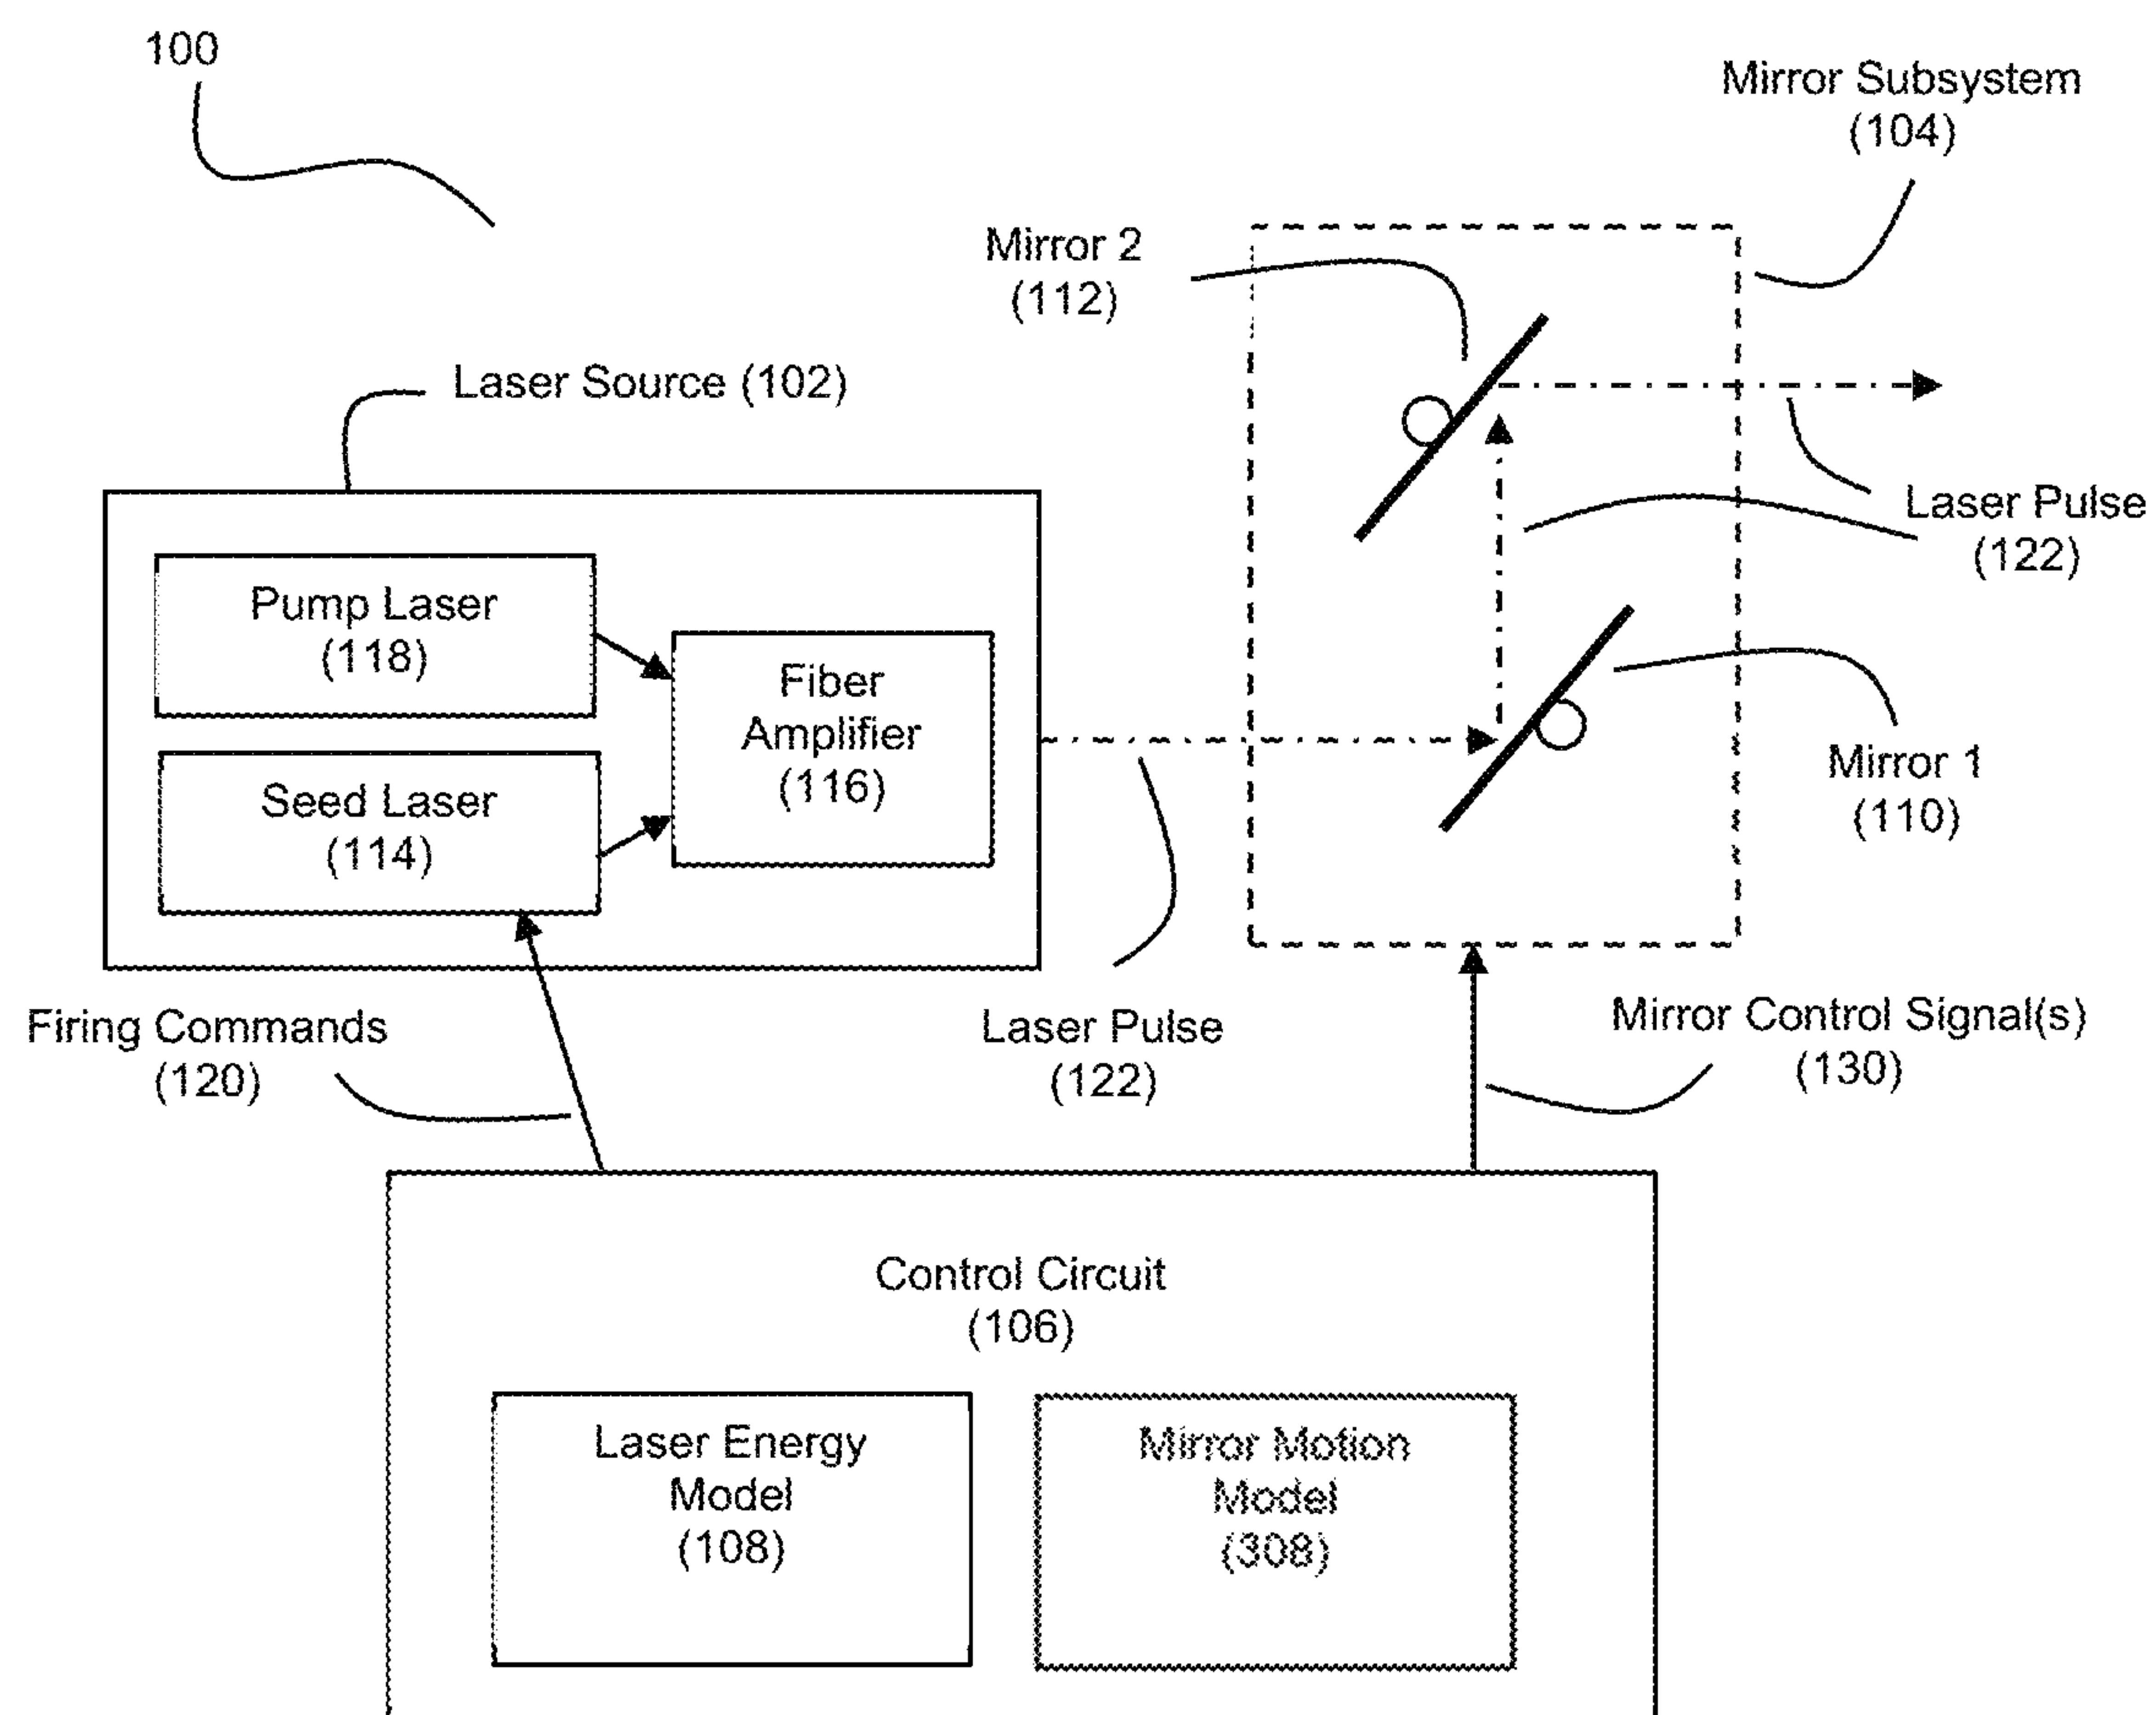 100
Mirror Subsystem
(104)
Mirror 2
(112)
Laser Source (102)
Laser Pulse
(122)
Pump Laser
(118)
Fiber
Amplifier
(116)
Seed Laser
(114)
Mirror 1
(110)
Firing Commands
(120)
Laser Pulse
(122)
Mirror Control Signal(s)
(130)
Control Circuit
(106)
Laser Energy
Model
(108)
Mirror Motion
Model
(308)